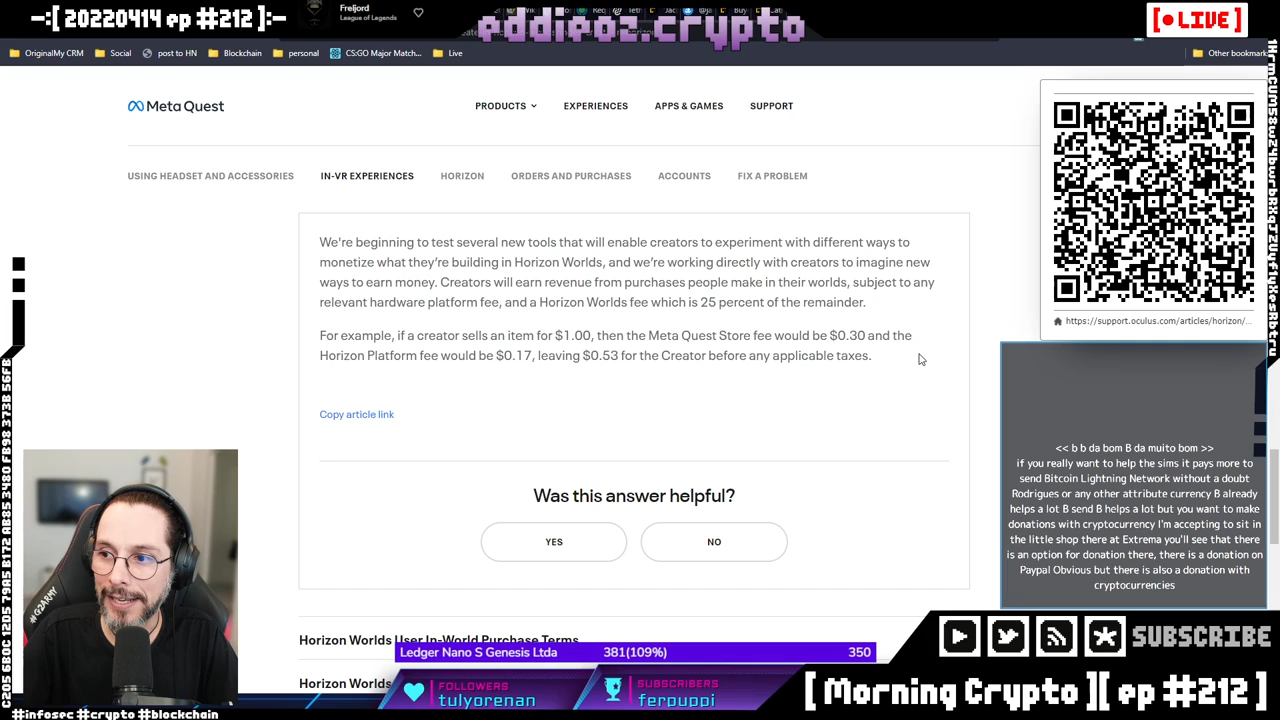 -:[ 20220414 ep #212 ]:-
Freljord
League of Legends
eddieoz.crypto
[●LIVE]
OriginalMy CRM
Social
post to HN
Blockchain
personal
CS:GO Major Match...
Live
Other bookmark
Meta Quest
PRODUCTS
EXPERIENCES
APPS & GAMES
SUPPORT
USING HEADSET AND ACCESSORIES
IN-VR EXPERIENCES
HORIZON
ORDERS AND PURCHASES
ACCOUNTS
FIX A PROBLEM
We're beginning to test several new tools that will enable creators to experiment with different ways to
monetize what they're building in Horizon Worlds, and we're working directly with creators to imagine new
ways to earn money. Creators will earn revenue from purchases people make in their worlds, subject to any
relevant hardware platform fee, and a Horizon Worlds fee which is 25 percent of the remainder.
For example, if a creator sells an item for $1.00, then the Meta Quest Store fee would be $0.30 and the
Horizon Platform fee would be $0.17, leaving $0.53 for the Creator before any applicable taxes.
Copy article link
Was this answer helpful?
YES
NO
Horizon Worlds User In-World Purchase Terms
Horizon Worlds
https://support.oculus.com/articles/horizon/...
<< b b da bom B da muito bom >>
if you really want to help the sims it pays more to
send Bitcoin Lightning Network without a doubt
Rodrigues or any other attribute currency B already
helps a lot B send B helps a lot but you want to make
donations with cryptocurrency I'm accepting to sit in
the little shop there at Extrema you'll see that there
is an option for donation there, there is a donation on
Paypal Obvious but there is also a donation with
cryptocurrencies
#G2ARMY
Ledger Nano S Genesis Ltda
381(109%)
350
FOLLOWERS
tulyorenan
SUBSCRIBERS
ferpuppi
SUBSCRIBE
[ Morning Crypto ][ ep #212 ]
#infosec #crypto #blockchain